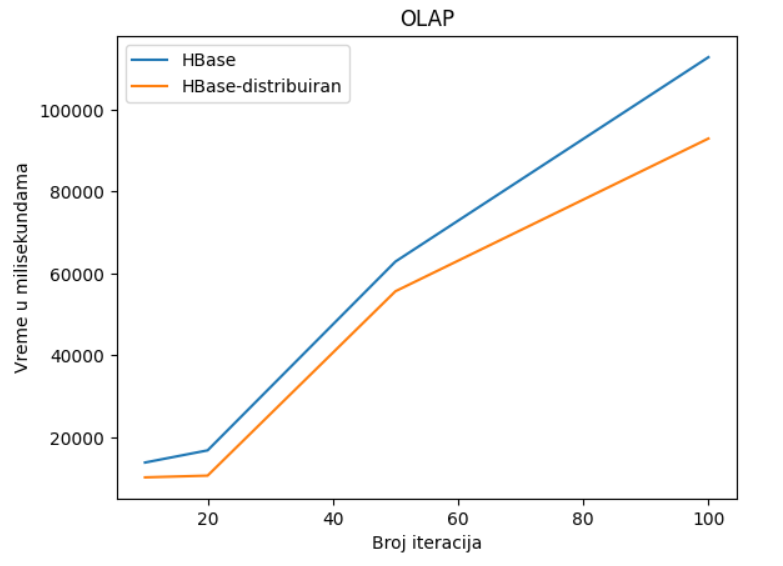 OLAP
HBase
HBase-distribuiran
100000
80000
60000
40000
20000
Vreme u milisekundama
20 40 60 80 100
Broj iteracija